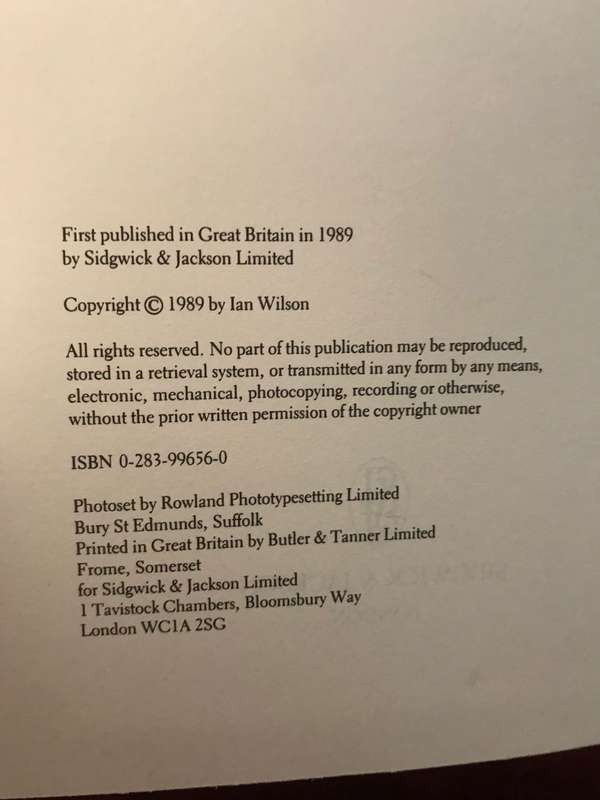 First published in Great Britain in 1989
by Sidgwick & Jackson Limited
Copyright © 1989 by Ian Wilson
All rights reserved. No part of this publication may be reproduced,
stored in a retrieval system, or transmitted in any form by any means,
electronic, mechanical, photocopying, recording or otherwise,
without the prior written permission of the copyright owner
ISBN 0-283-99656-0
Photoset by Rowland Phototypesetting Limited
Bury St Edmunds, Suffolk
Printed in Great Britain by Butler & Tanner Limited
Frome, Somerset
for Sidgwick & Jackson Limited
1 Tavistock Chambers, Bloomsbury Way
London WC1A 2SG